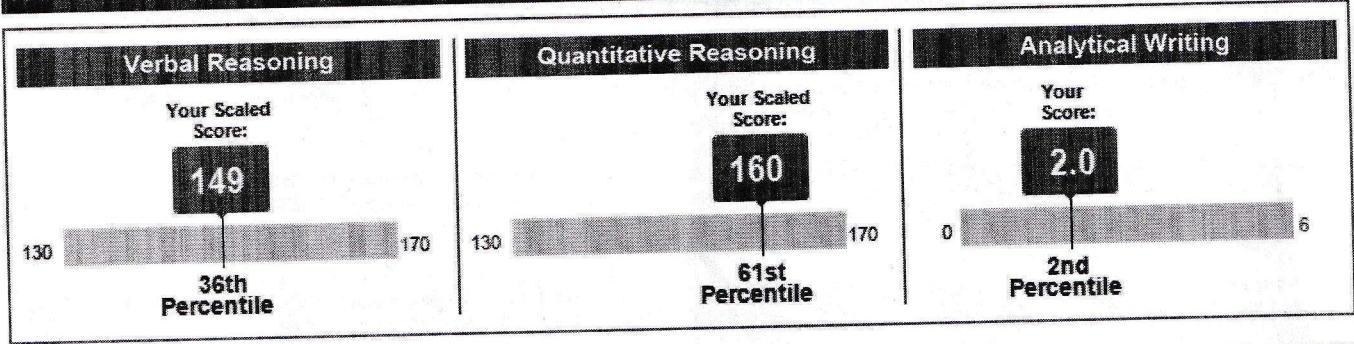 Verbal Reasoning
Your Scaled
Score:
149
130
170
36th
Percentile
Quantitative Reasoning
Your Scaled
Score:
160
130
170
61st
Percentile
Analytical Writing
Your
Score:
2.0
0
6
2nd
Percentile